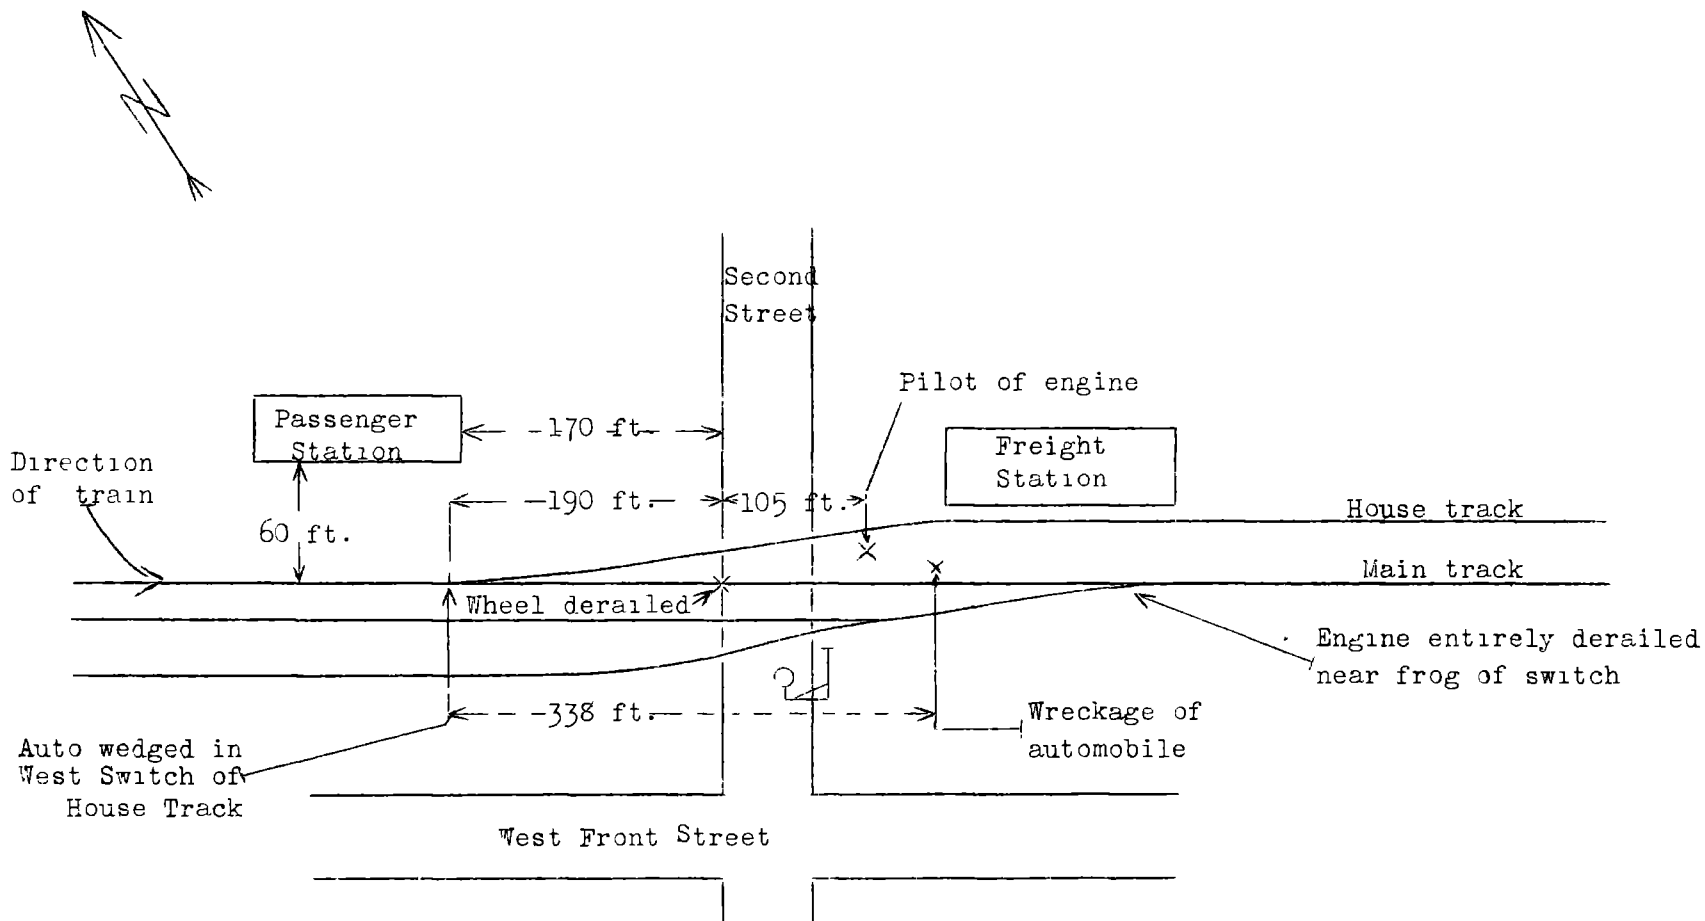 Second
Street
Pilot of engine
Passenger
Station
170 ft.
Freight
Station
Direction
of train
190 ft.
105 ft.
House track
60 ft.
Main track
Wheel derailed
Engine entirely derailed
near frog of switch
338 ft.
Wreckage of
automobile
Auto wedged in
West Switch of
House Track
West Front Street